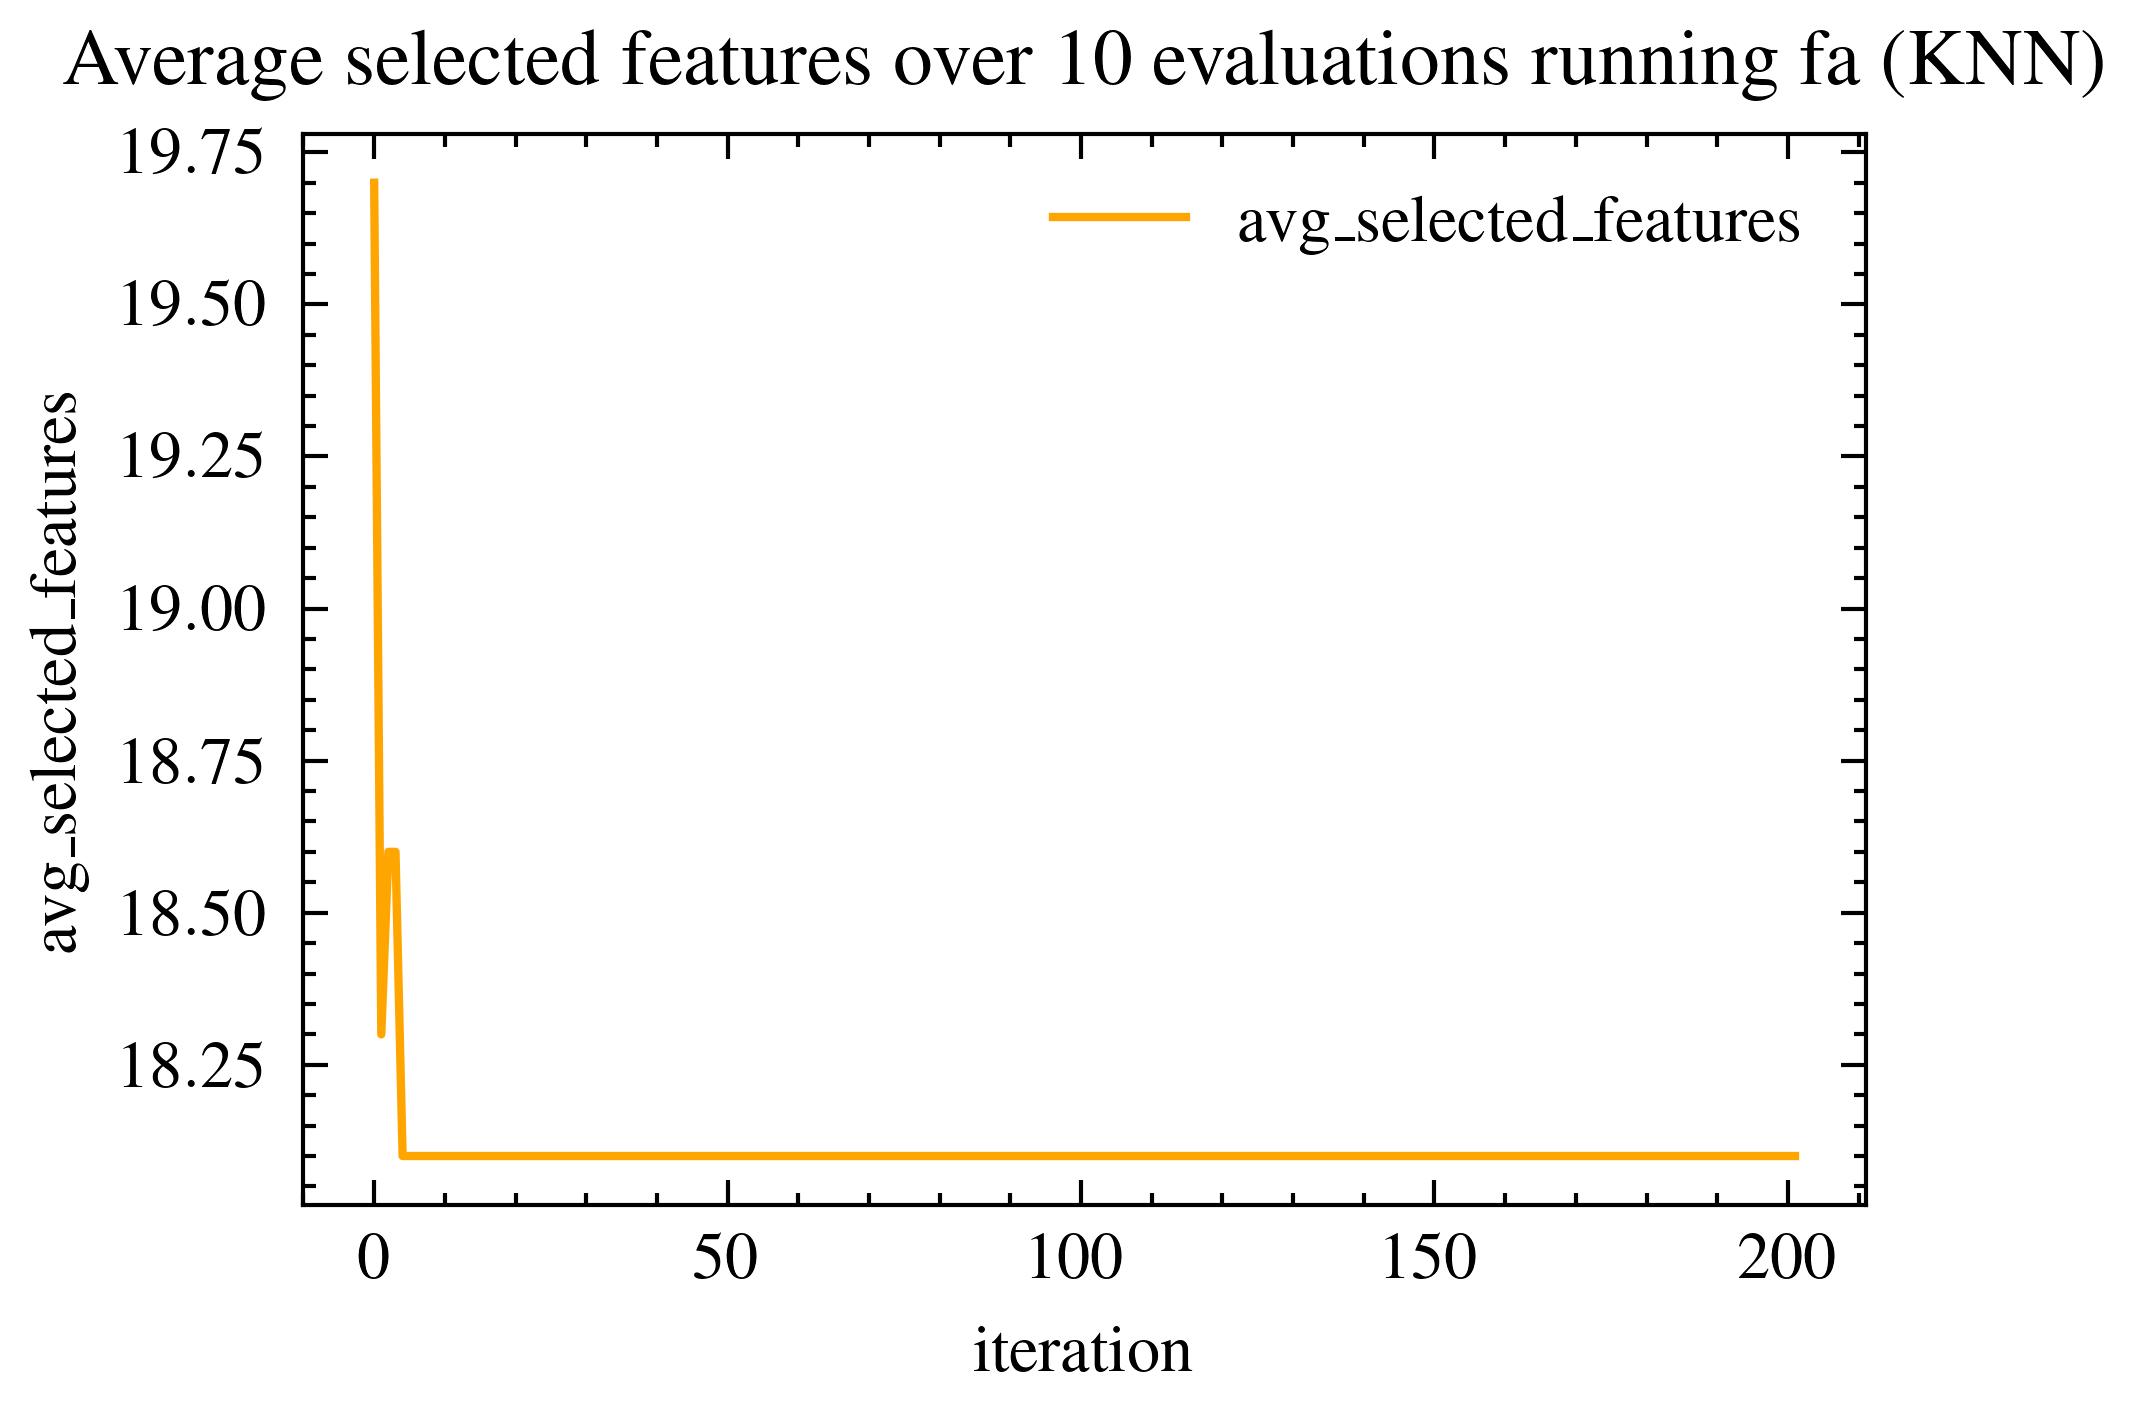 Average selected features over 10 evaluations running fa (KNN)
avg_selected_features
19.75
19.50
19.25
19.00
18.75
18.50
18.25
avg_selected_features
0 50 100 150 200
iteration